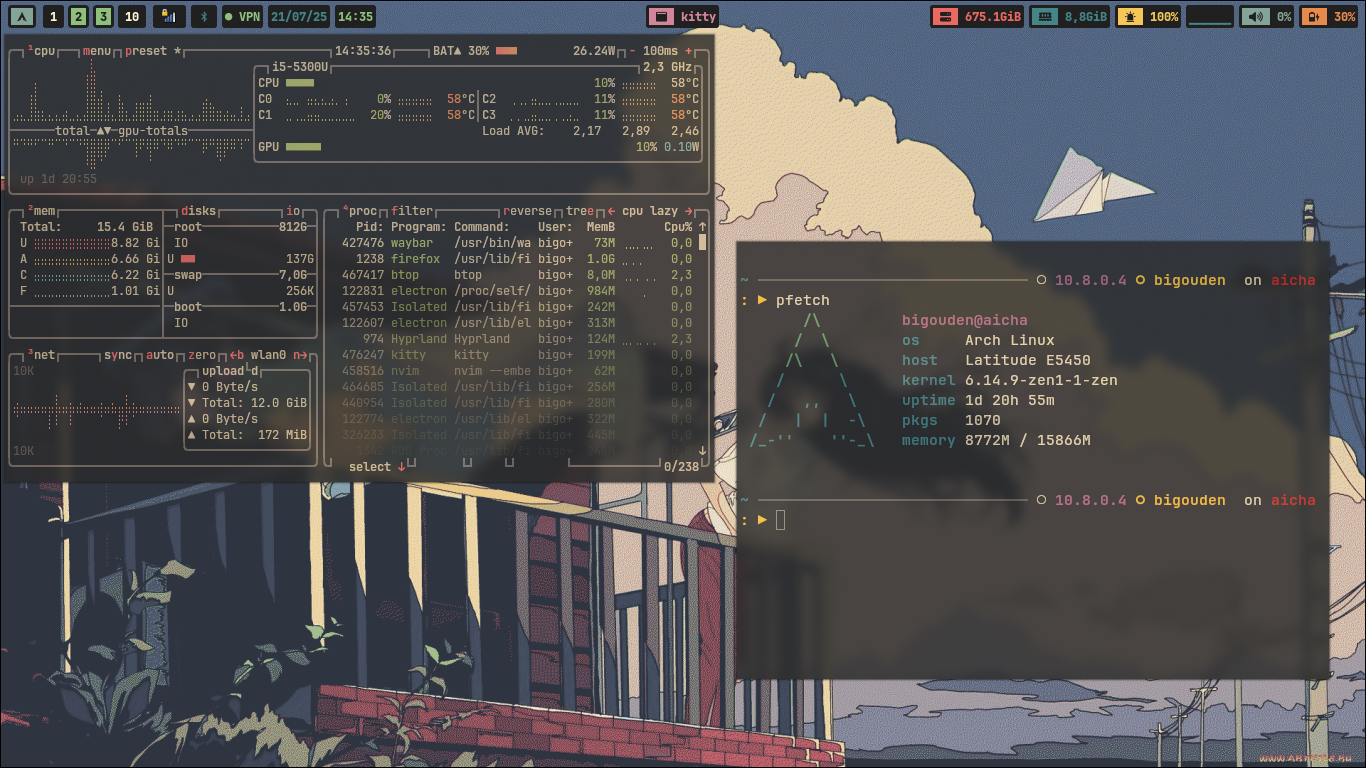 1 2 3 10 VPN 21/07/25 14:35 kitty 675.1GiB 8,8GiB 100% 0% 30%
¹cpu menu preset * 14:35:36 BAT▲ 30% 26.24W - 100ms +
i5-5300U 2,3 GHz
CPU 10% 58°C
C0 0% 58°C C2 11% 58°C
C1 20% 58°C C3 11% 58°C
total ▲▼ gpu-totals Load AVG: 2,17 2,89 2,46
GPU 10% 0.10W
up 1d 20:55
²mem disks io
Total: 15.4 GiB root 812G
U 8.82 Gi IO
A 6.66 Gi U 137G
C 6.22 Gi swap 7,0G
F 1.01 Gi U 256K
boot 1.0G
IO
⁴proc filter reverse tree ← cpu lazy →
Pid: Program: Command: User: MemB Cpu% ↑
427476 waybar /usr/bin/wa bigo+ 73M 0,0
1238 firefox /usr/lib/fi bigo+ 1.0G 0,0
467417 btop btop bigo+ 8,0M 2,3
122831 electron /proc/self/ bigo+ 984M 0,0
457453 Isolated /usr/lib/fi bigo+ 242M 0,0
122607 electron /usr/lib/el bigo+ 313M 0,0
974 Hyprland Hyprland bigo+ 124M 2,3
476247 kitty kitty bigo+ 199M 0,0
458516 nvim nvim --embe bigo+ 62M 0,0
464685 Isolated /usr/lib/fi bigo+ 256M 0,0
440954 Isolated /usr/lib/fi bigo+ 280M 0,0
122774 electron /usr/lib/el bigo+ 322M 0,0
326233 Isolated /usr/lib/fi bigo+ 445M 0,0
select ↓ 0/238
³net sync auto zero ←b wlan0 n→
10K upload d
▼ 0 Byte/s
▼ Total: 12.0 GiB
▲ 0 Byte/s
▲ Total: 172 MiB
10K
~ 10.8.0.4 bigouden on aicha
: ▶ pfetch
bigouden@aicha
os Arch Linux
host Latitude E5450
kernel 6.14.9-zen1-1-zen
uptime 1d 20h 55m
pkgs 1070
memory 8772M / 15866M
~ 10.8.0.4 bigouden on aicha
: ▶